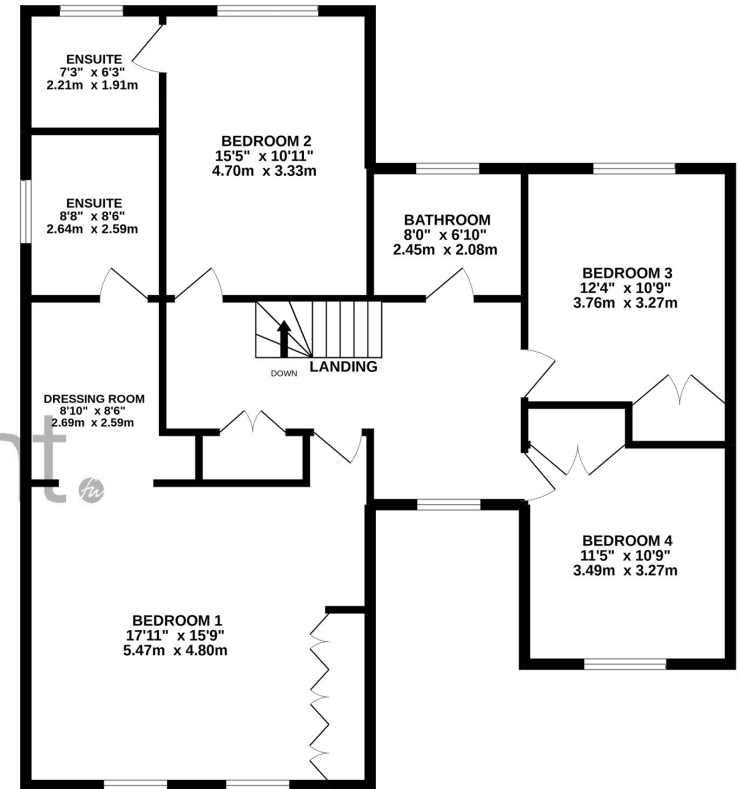 ENSUITE
7'3" x 6'3"
2.21m x 1.91m
BEDROOM 2
15'5" x 10'11"
4.70m x 3.33m
ENSUITE
8'8" x 8'6"
2.64m x 2.59m
BATHROOM
8'0" x 6'10"
2.45m x 2.08m
BEDROOM 3
12'4" x 10'9"
3.76m x 3.27m
DOWN
LANDING
DRESSING ROOM
8'10" x 8'6"
2.69m x 2.59m
nt.
fw
BEDROOM 4
11'5" x 10'9"
3.49m x 3.27m
BEDROOM 1
17'11" x 15'9"
5.47m x 4.80m